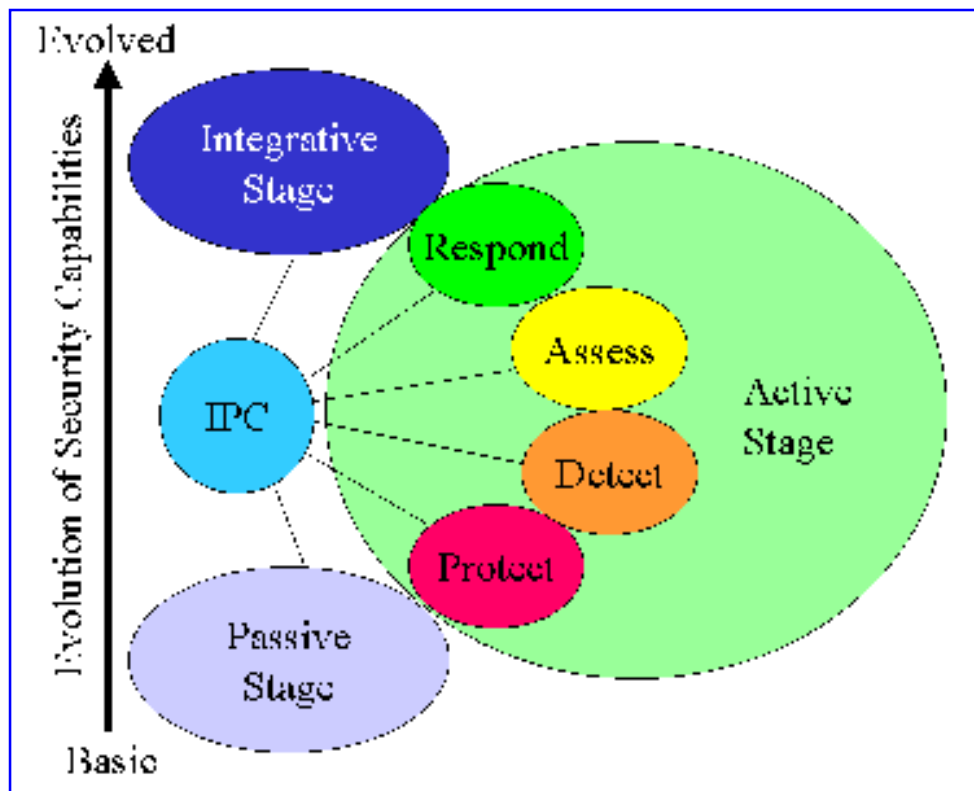 Evolved
Evolution of Security Capabilities
Integrative
Stage
Respond
Assess
IPC
Active
Stage
Detect
Protect
Passive
Stage
Basic